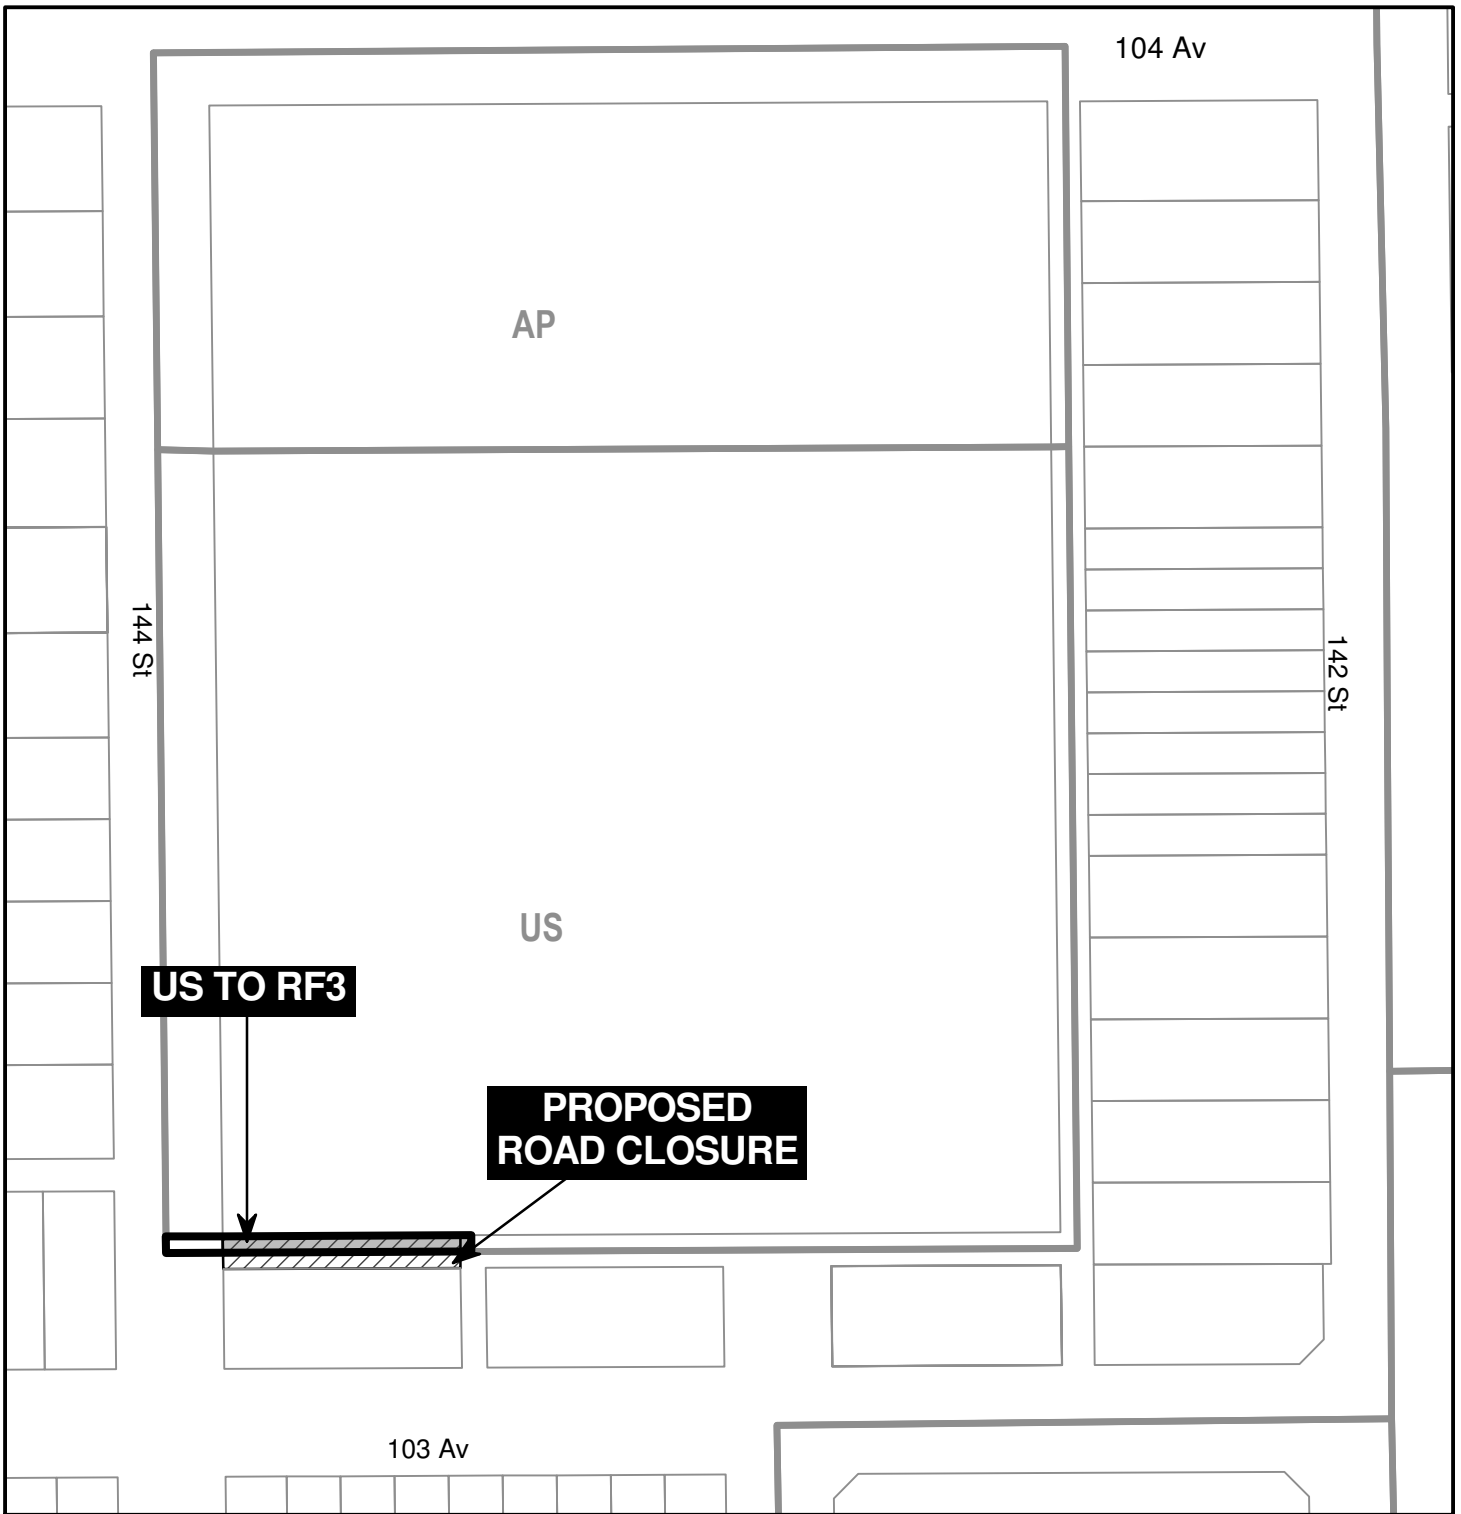 104 Av
AP
144 St
142 St
US
US TO RF3
PROPOSED
ROAD CLOSURE
103 Av